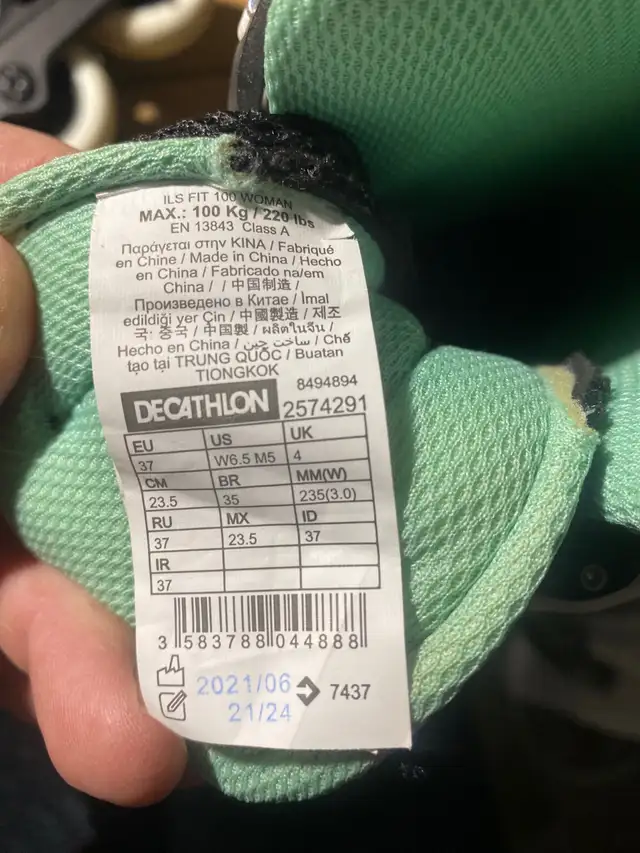 ILS FIT 100 WOMAN
MAX.: 100 Kg / 220 lbs
EN 13843 Class A
Παράγεται στην ΚΙΝΑ / Fabriqué
en Chine / Made in China / Hecho
en China / Fabricado na/em
China / / 中国制造 /
Произведено в Китае / İmal
edildiği yer Çin / 中國製造 / 제조
국: 중국 / 中国製 / ผลิตในจีน /
Hecho en China / ساخت چین / Chế
tạo tại TRUNG QUỐC / Buatan
TIONGKOK
8494894
DECATHLON 2574291
EU US UK
37 W6.5 M5 4
CM BR MM(W)
23.5 35 235(3.0)
RU MX ID
37 23.5 37
IR
37
3 583788 044888
2021/06 7437
21/24